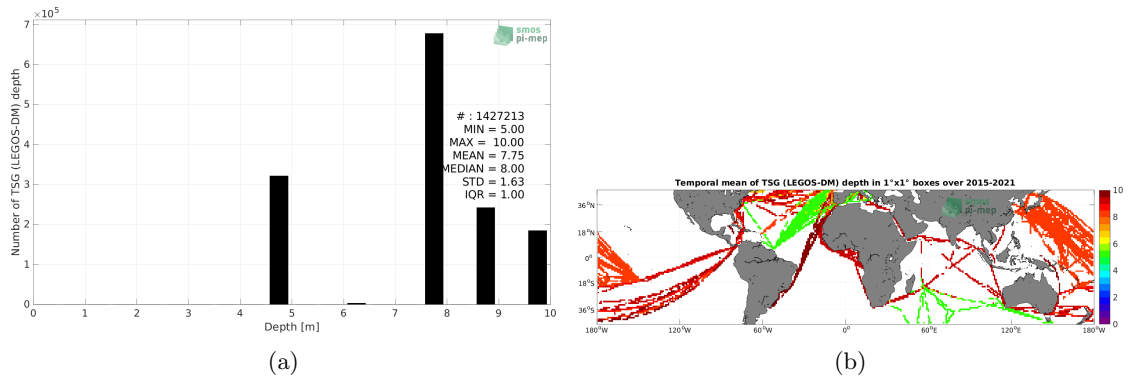 ×10⁵
7
6
5
4
3
2
1
0
Number of TSG (LEGOS-DM) depth
smos
pi-mep
# : 1427213
MIN = 5.00
MAX = 10.00
MEAN = 7.75
MEDIAN = 8.00
STD = 1.63
IQR = 1.00
0 1 2 3 4 5 6 7 8 9 10
Depth [m]
(a)
Temporal mean of TSG (LEGOS-DM) depth in 1°x1° boxes over 2015-2021
smos
pi-mep
36°N
18°N
0°
18°S
36°S
180°W 120°W 60°W 0° 60°E 120°E 180°W
10
8
6
4
2
0
(b)